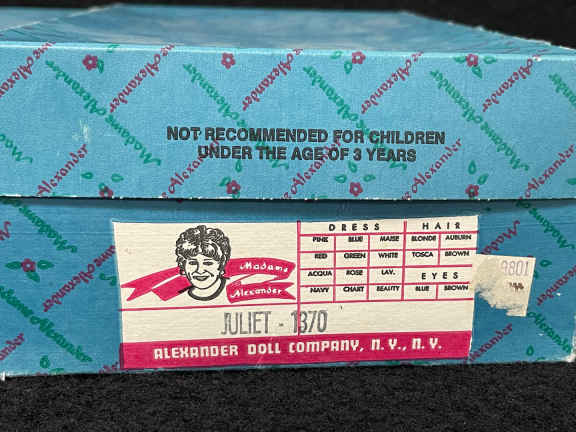 Madame Alexander
NOT RECOMMENDED FOR CHILDREN
UNDER THE AGE OF 3 YEARS
DRESS HAIR
PINK BLUE MAISE BLONDE AUBURN
RED GREEN WHITE TOSCA BROWN
ACQUA ROSE LAV. EYES
NAVY CHART BEAUTY BLUE BROWN
Madame
Alexander
9801
JULIET - 1370
ALEXANDER DOLL COMPANY, N. Y., N. Y.